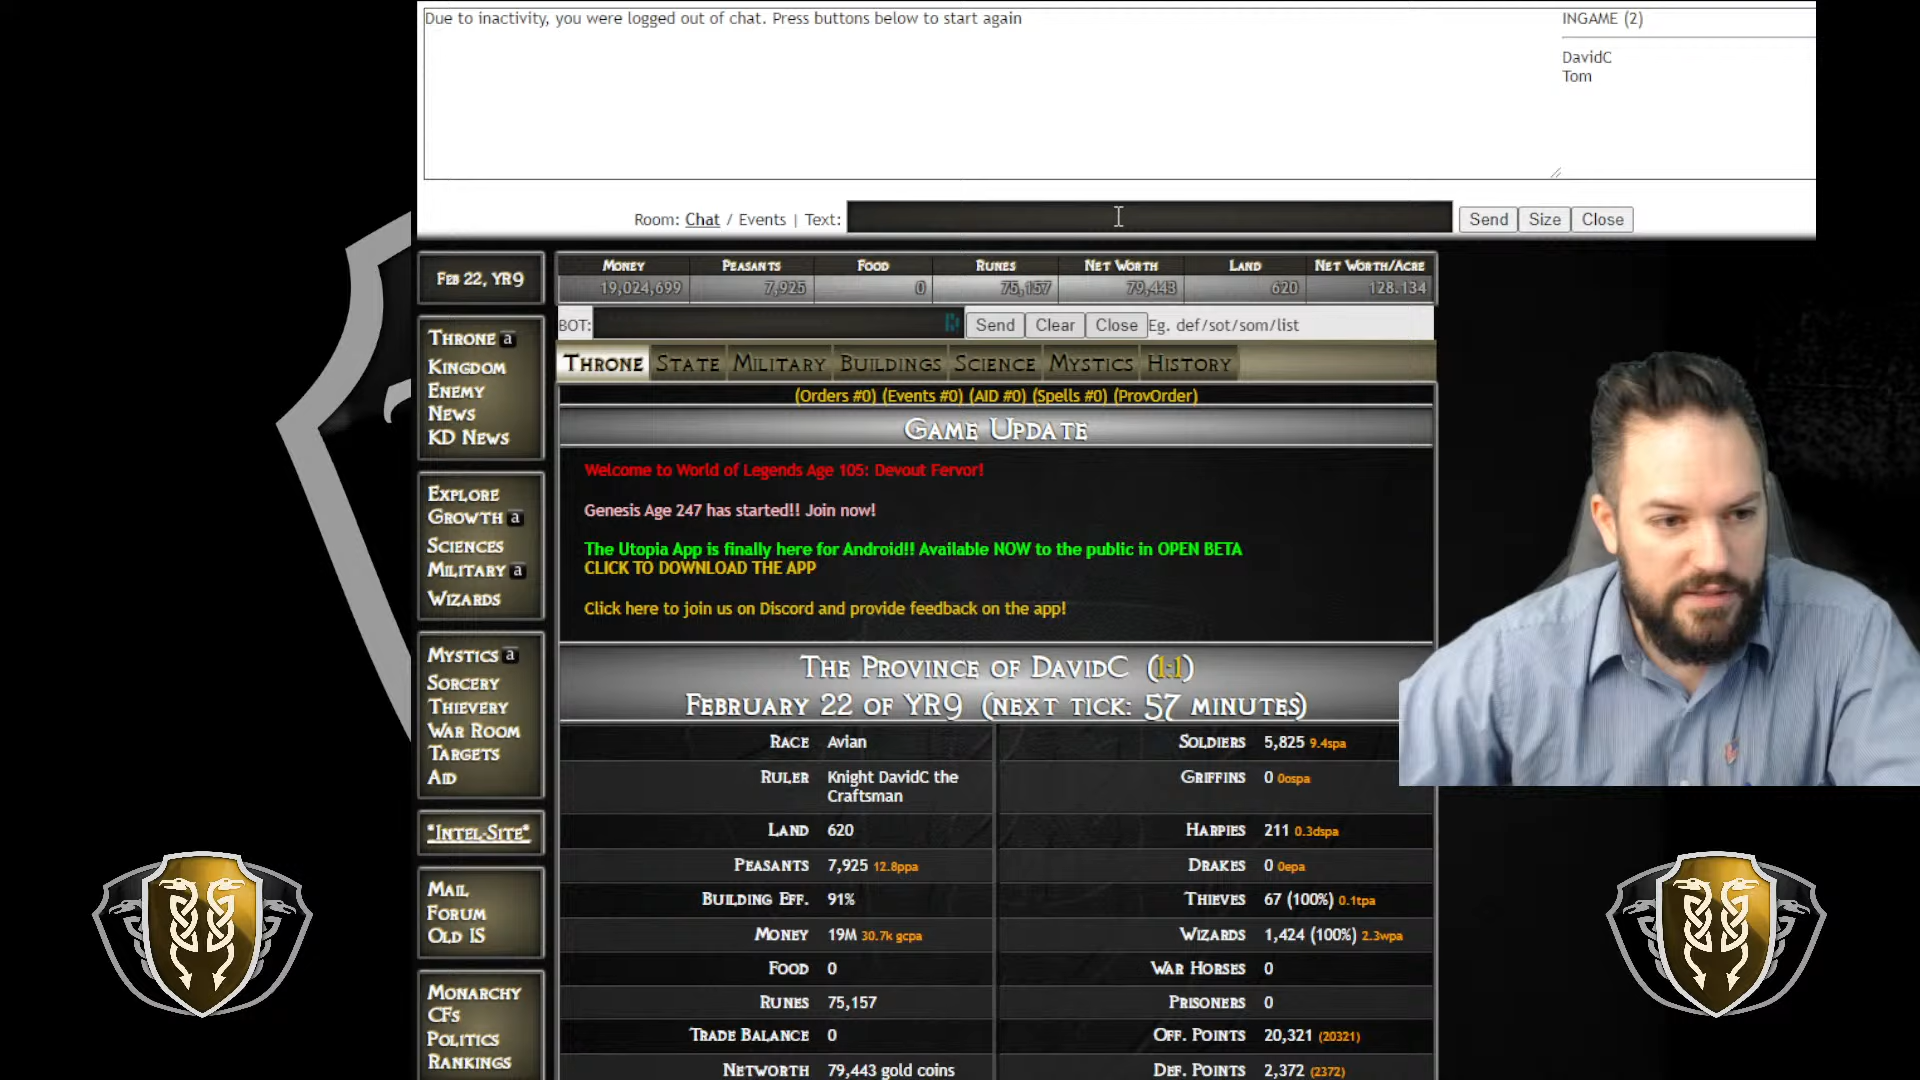 Due to inactivity, you were logged out of chat. Press buttons below to start again
INGAME (2)
DavidC
Tom
Room: Chat / Events | Text:
Send
Size
Close
Feb 22, YR9
Money
Peasants
Food
Runes
Net Worth
Land
Net Worth/Acre
19,024,699
7,925
0
75,157
79,443
620
128.134
BOT:
Send
Clear
Close
Eg. def/sot/som/list
Throne
State
Military
Buildings
Science
Mystics
History
(Orders #0) (Events #0) (AID #0) (Spells #0) (ProvOrder)
Game Update
Welcome to World of Legends Age 105: Devout Fervor!
Genesis Age 247 has started!! Join now!
The Utopia App is finally here for Android!! Available NOW to the public in OPEN BETA
CLICK TO DOWNLOAD THE APP
Click here to join us on Discord and provide feedback on the app!
The Province of DavidC (1:1)
February 22 of YR9 (next tick: 57 minutes)
Race Avian
Ruler Knight DavidC the
Craftsman
Land 620
Peasants 7,925 12.8ppa
Building Eff. 91%
Money 19M 30.7k gcpa
Food 0
Runes 75,157
Trade Balance 0
Networth 79,443 gold coins
Soldiers 5,825 9.4spa
Griffins 0 0ospa
Harpies 211 0.3dspa
Drakes 0 0epa
Thieves 67 (100%) 0.1tpa
Wizards 1,424 (100%) 2.3wpa
War Horses 0
Prisoners 0
Off. Points 20,321 (20321)
Def. Points 2,372 (2372)
Throne a
Kingdom
Enemy
News
KD News
Explore
Growth a
Sciences
Military a
Wizards
Mystics a
Sorcery
Thievery
War Room
Targets
Aid
*Intel-Site*
Mail
Forum
Old IS
Monarchy
CFs
Politics
Rankings